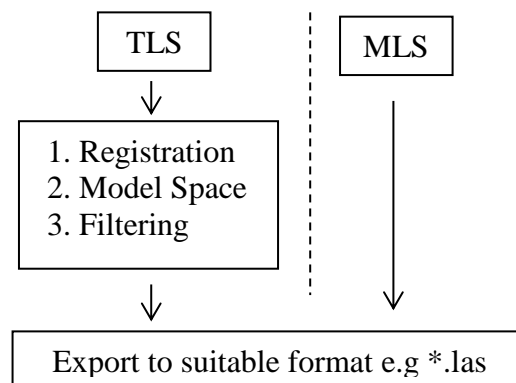 TLS
MLS
1. Registration
2. Model Space
3. Filtering
Export to suitable format e.g *.las